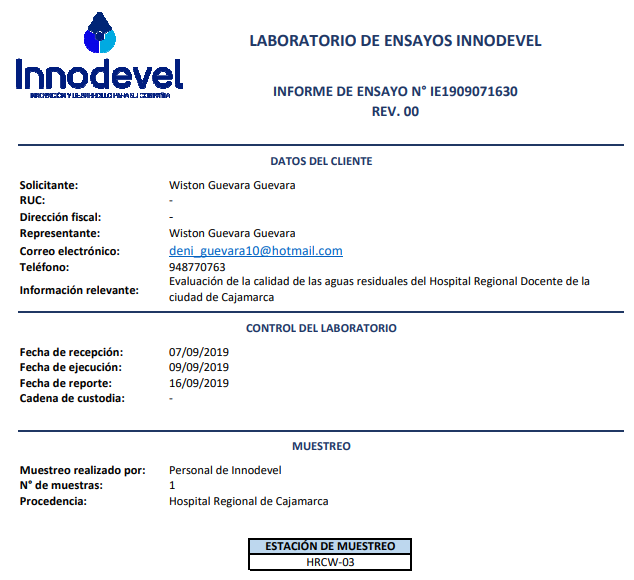 LABORATORIO DE ENSAYOS INNODEVEL
Innodevel
INFORME DE ENSAYO N° IE1909071630
REV. 00
DATOS DEL CLIENTE
Solicitante: Wiston Guevara Guevara
RUC: -
Dirección fiscal: -
Representante: Wiston Guevara Guevara
Correo electrónico: deni_guevara10@hotmail.com
Teléfono: 948770763
Información relevante: Evaluación de la calidad de las aguas residuales del Hospital Regional Docente de la
ciudad de Cajamarca
CONTROL DEL LABORATORIO
Fecha de recepción: 07/09/2019
Fecha de ejecución: 09/09/2019
Fecha de reporte: 16/09/2019
Cadena de custodia: -
MUESTREO
Muestreo realizado por: Personal de Innodevel
N° de muestras: 1
Procedencia: Hospital Regional de Cajamarca
ESTACIÓN DE MUESTREO
HRCW-03